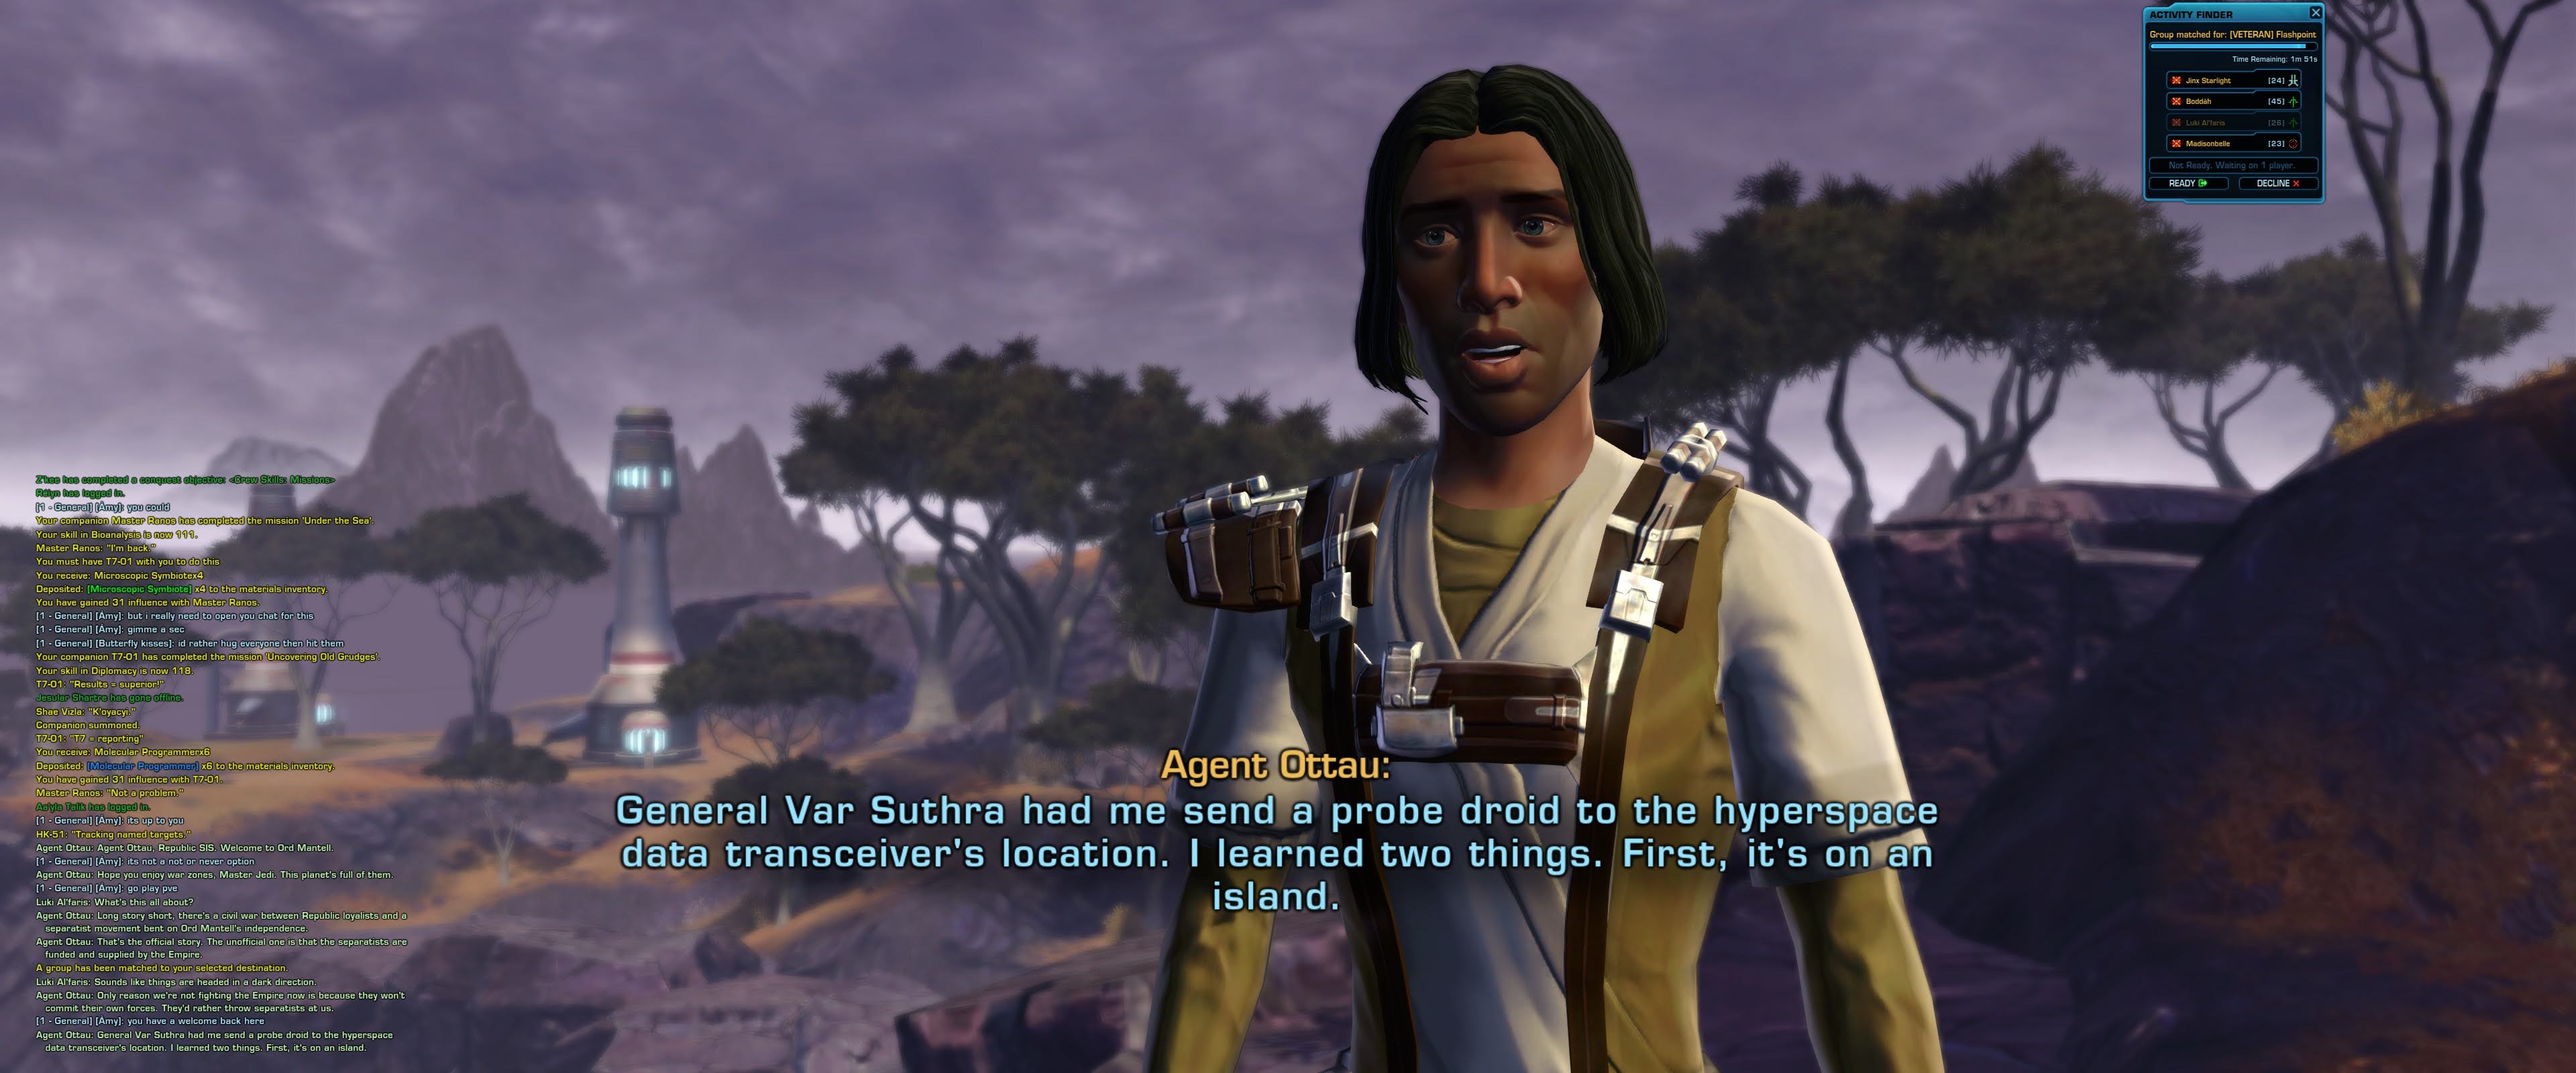 ACTIVITY FINDER
Group matched for: [VETERAN] Flashpoint
Time Remaining: 1m 51s
Jinx Starlight [24]
Boddáh [45]
Luki Al'faris [26]
Madisonbelle [23]
Not Ready. Waiting on 1 player.
READY DECLINE
Z'kee has completed a conquest objective: <Crew Skills: Missions>
Rélyn has logged in.
[1 - General] [Ámy]: you could
Your companion Master Ranos has completed the mission 'Under the Sea'.
Your skill in Bioanalysis is now 111.
Master Ranos: "I'm back."
You must have T7-01 with you to do this
You receive: Microscopic Symbiotex4
Deposited: [Microscopic Symbiote] x4 to the materials inventory.
You have gained 31 influence with Master Ranos.
[1 - General] [Ámy]: but i really need to open you chat for this
[1 - General] [Ámy]: gimme a sec
[1 - General] [Butterfly kisses]: id rather hug everyone then hit them
Your companion T7-01 has completed the mission 'Uncovering Old Grudges'.
Your skill in Diplomacy is now 118.
T7-01: "Results = superior!"
Jesular Shartre has gone offline.
Shae Vizla: "K'oyacyi."
Companion summoned.
T7-01: "T7 = reporting"
You receive: Molecular Programmerx6
Deposited: [Molecular Programmer] x6 to the materials inventory.
You have gained 31 influence with T7-01.
Master Ranos: "Not a problem."
has logged in.
[1 - General] [Ámy]: its up to you
HK-51: "Tracking named targets."
Agent Ottau: Agent Ottau, Republic SIS. Welcome to Ord Mantell.
[1 - General] [Ámy]: its not a not or never option
Agent Ottau: Hope you enjoy war zones, Master Jedi. This planet's full of them.
[1 - General] [Ámy]: go play pve
Luki Al'faris: What's this all about?
Agent Ottau: Long story short, there's a civil war between Republic loyalists and a
separatist movement bent on Ord Mantell's independence.
Agent Ottau: That's the official story. The unofficial one is that the separatists are
funded and supplied by the Empire.
A group has been matched to your selected destination.
Luki Al'faris: Sounds like things are headed in a dark direction.
Agent Ottau: Only reason we're not fighting the Empire now is because they won't
commit their own forces. They'd rather throw separatists at us.
[1 - General] [Ámy]: you have a welcome back here
Agent Ottau: General Var Suthra had me send a probe droid to the hyperspace
data transceiver's location. I learned two things. First, it's on an island.
Agent Ottau:
General Var Suthra had me send a probe droid to the hyperspace
data transceiver's location. I learned two things. First, it's on an
island.